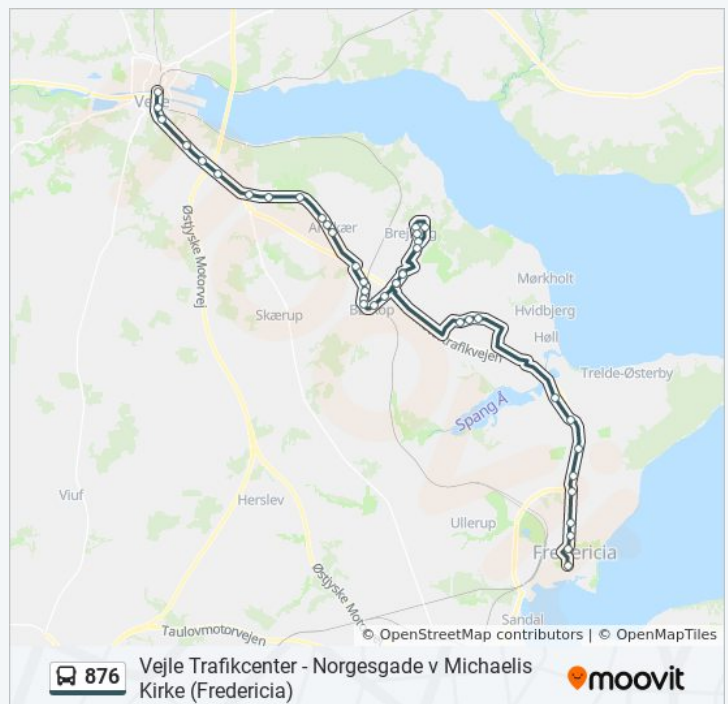 Vejle
Østjyske Motorvej
Brejning
Mørkholt
Hvidbjerg
Høll
Skærup
Trafikvejen
Trelde-Østerby
Spang Å
Viuf
Herslev
Ullerup
Fredericia
Østjyske Mot
Sandal
Taulovmotorvejen
© OpenStreetMap contributors | © OpenMapTiles
876
Vejle Trafikcenter - Norgesgade v Michaelis
Kirke (Fredericia)
moovit